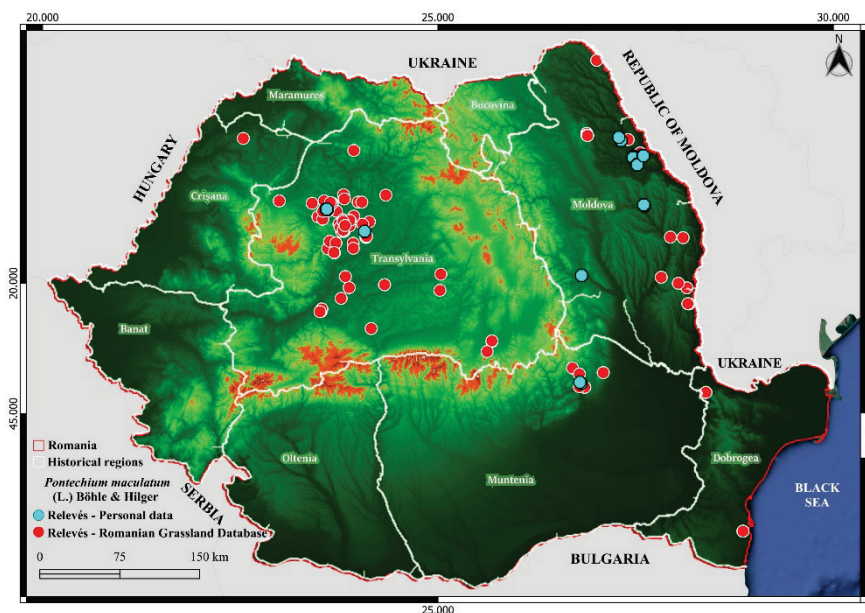 20.000
25.000
30.000
N
UKRAINE
Maramureș
Bucovina
REPUBLIC OF MOLDOVA
HUNGARY
Crișana
Moldova
Transylvania
20.000
Banat
UKRAINE
45.000
Romania
Historical regions
Oltenia
Dobrogea
Pontechium maculatum
(L.) Böhle & Hilger
SERBIA
Muntenia
BLACK
SEA
Relevés - Personal data
Relevés - Romanian Grassland Database
0
75
150 km
BULGARIA
25.000